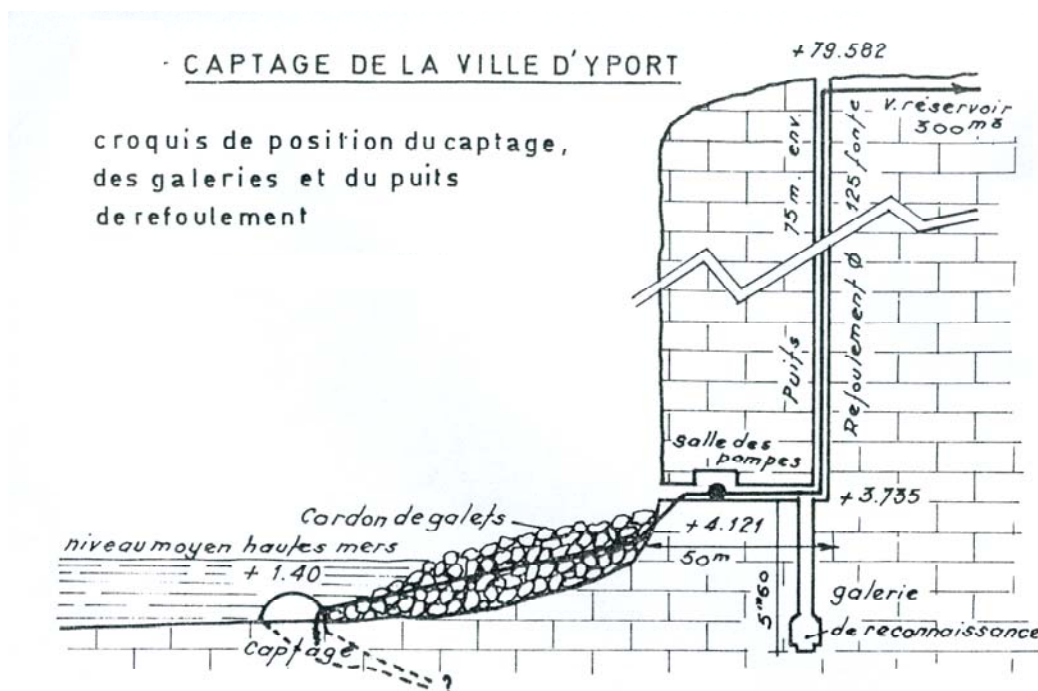 CAPTAGE DE LA VILLE D'YPORT
croquis de position du captage,
des galeries et du puits
de refoulement
+79.582
v. réservoir
300 m3
Puits 75 m. env.
Refoulement Ø 125 fonte
salle des
pompes
+3.735
+4.121
50m
Cordon de galets
niveau moyen hautes mers
+ 1.40
captage
?
5m60
galerie
de reconnaissance